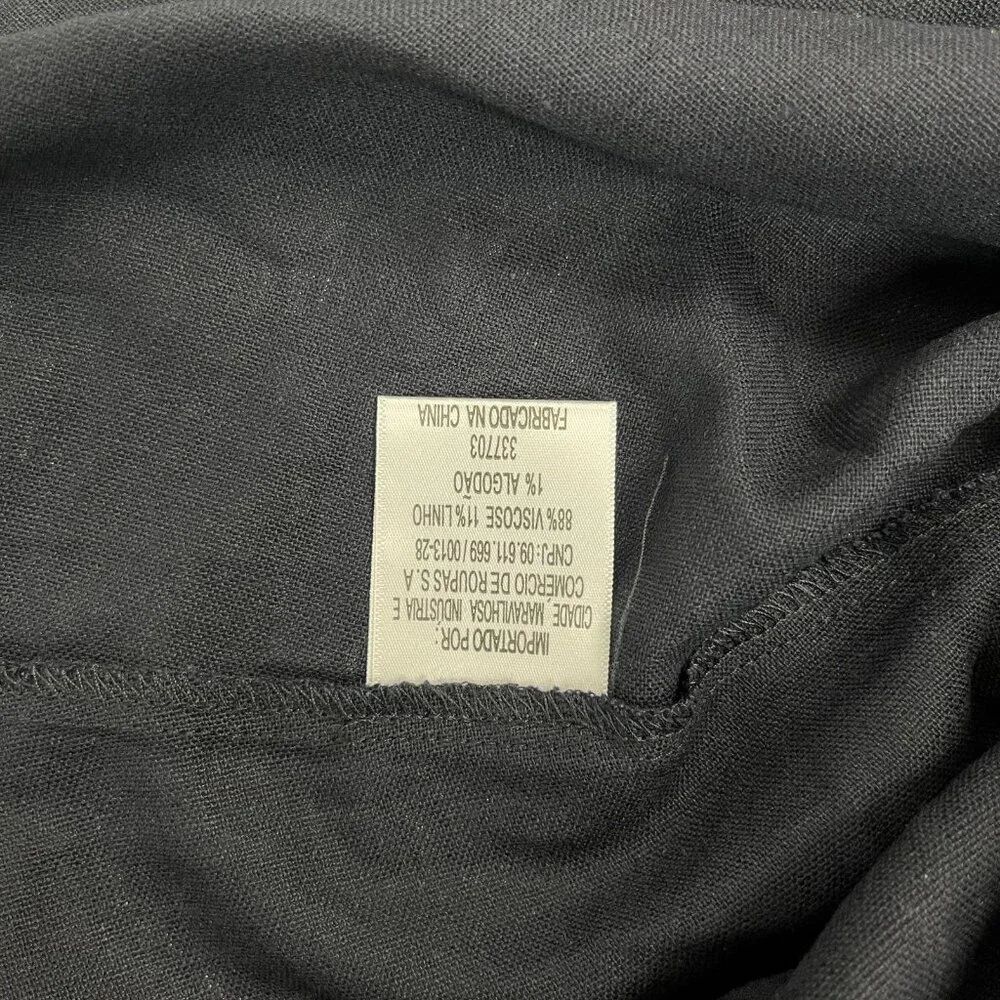 IMPORTADO POR:
CIDADE MARAVILHOSA INDÚSTRIA E
COMERCIO DE ROUPAS S. A
CNPJ: 09.611.669 / 0013-28
88% VISCOSE 11% LINHO
1% ALGODÃO
337703
FABRICADO NA CHINA